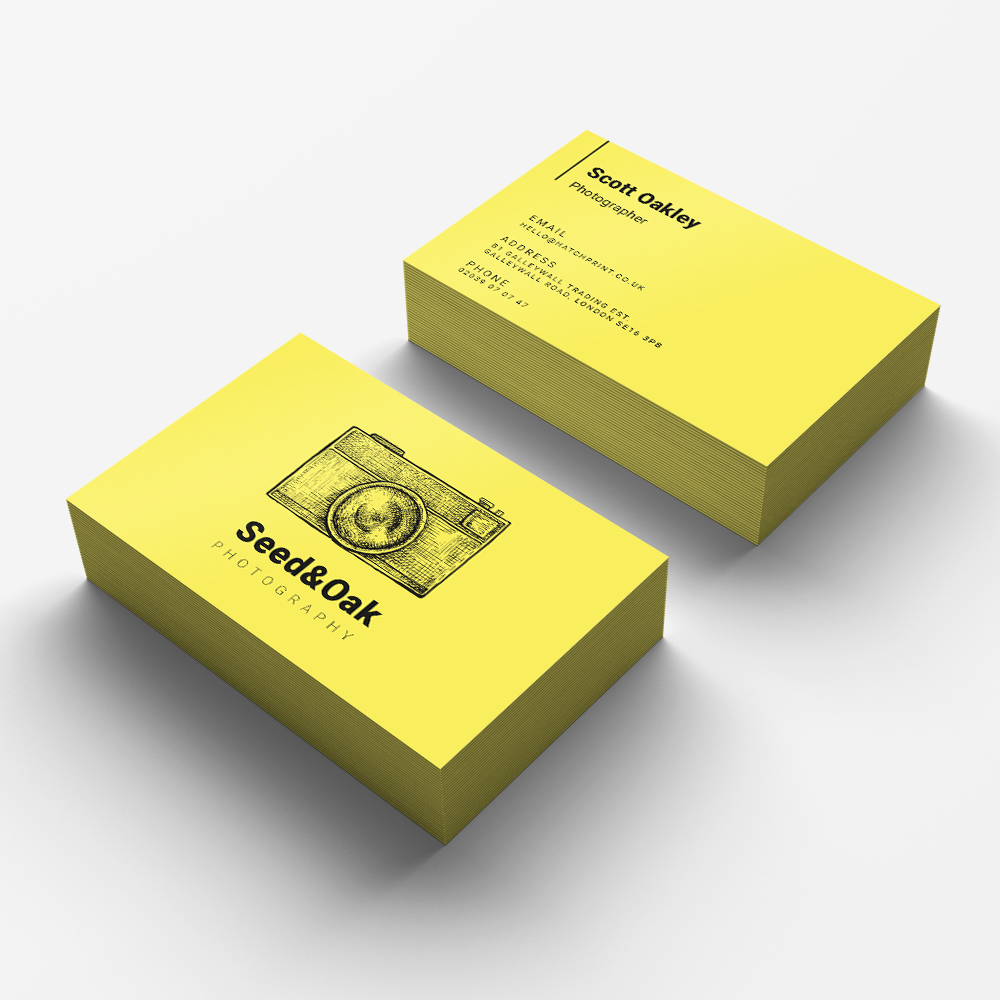 Scott Oakley
Photographer
EMAIL
HELLO@HATCHPRINT.CO.UK
ADDRESS
B1 GALLEYWALL TRADING EST.
GALLEYWALL ROAD, LONDON SE16 3PB
PHONE
02039 07 07 47
Seed&Oak
PHOTOGRAPHY